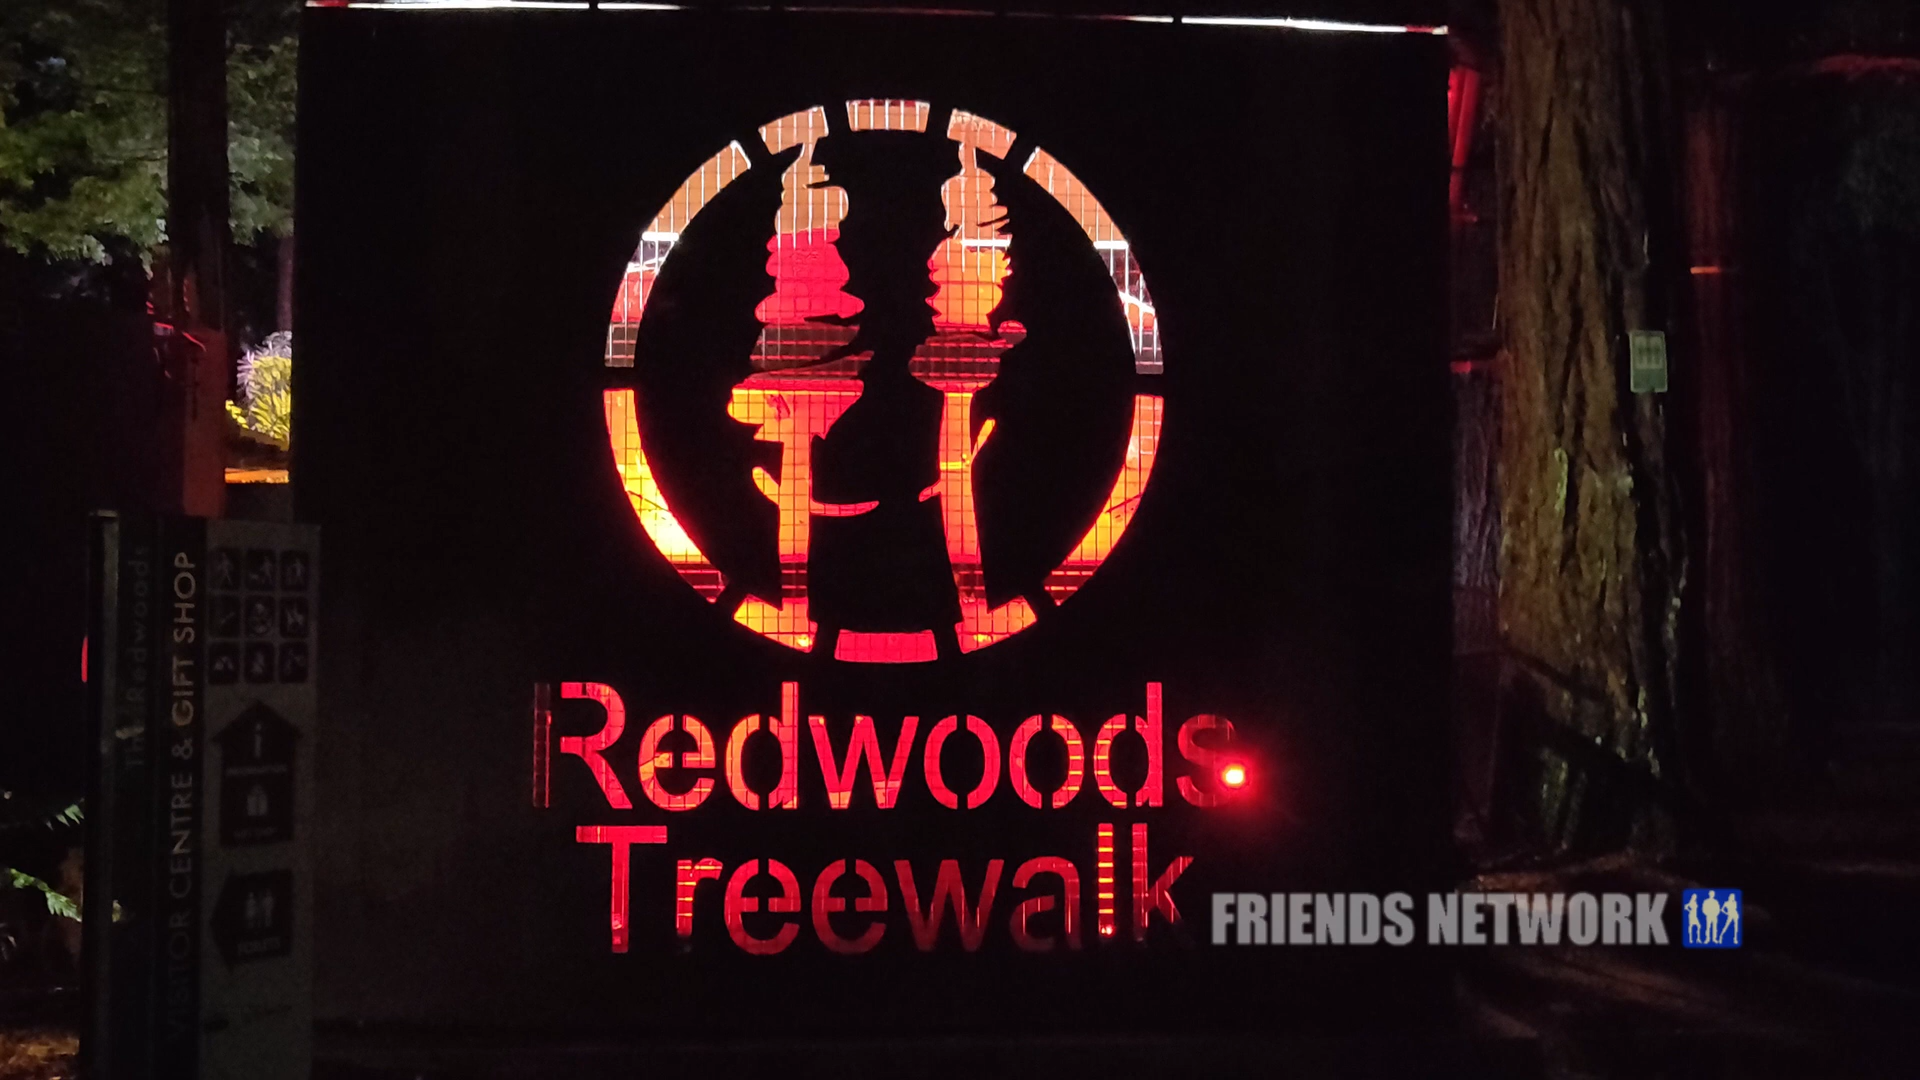 Redwoods
Treewalk
The Redwoods
VISITOR CENTRE & GIFT SHOP
FRIENDS NETWORK